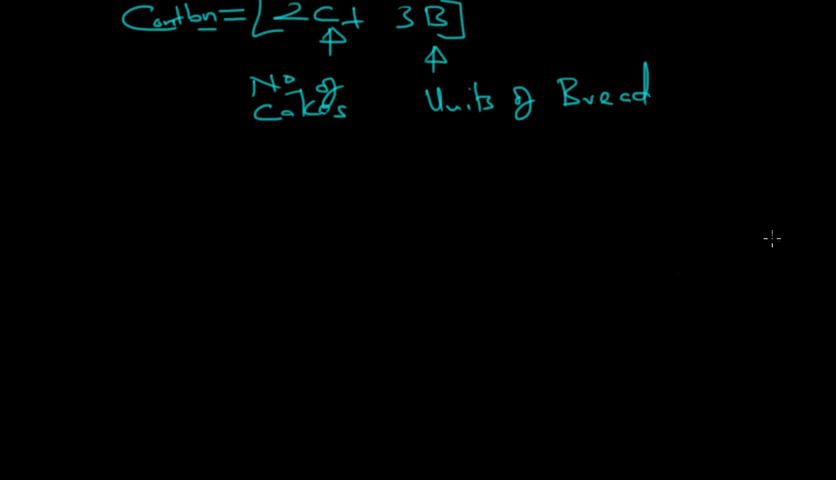 Contbn = [2C + 3B]
No of Units of Bread
Cakes